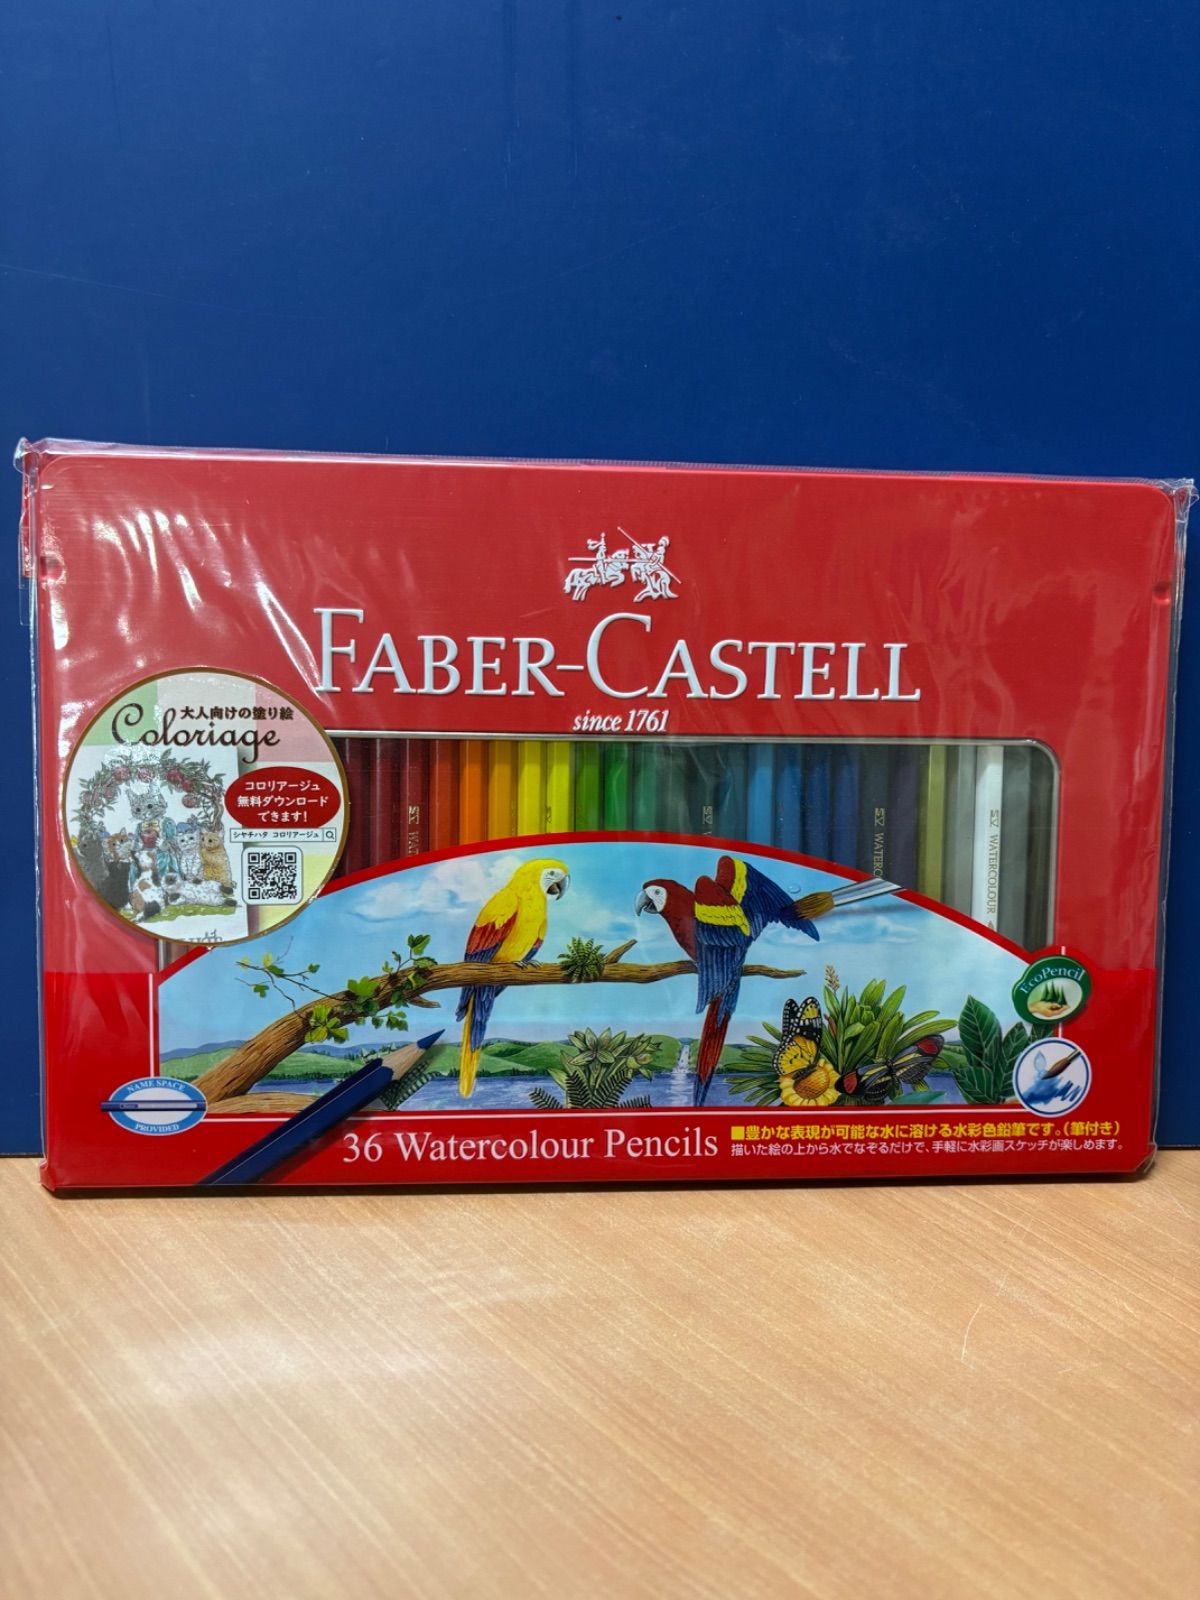 FABER-CASTELL
since 1761
大人向けの塗り絵
Coloriage
コロリアージュ
無料ダウンロード
できます!
シヤチハタ コロリアージュ
WATERCOLOUR
EcoPencil
NAME SPACE
PROVIDED
36 Watercolour Pencils
■豊かな表現が可能な水に溶ける水彩色鉛筆です。(筆付き)
描いた絵の上から水でなぞるだけで、手軽に水彩画スケッチが楽しめます。